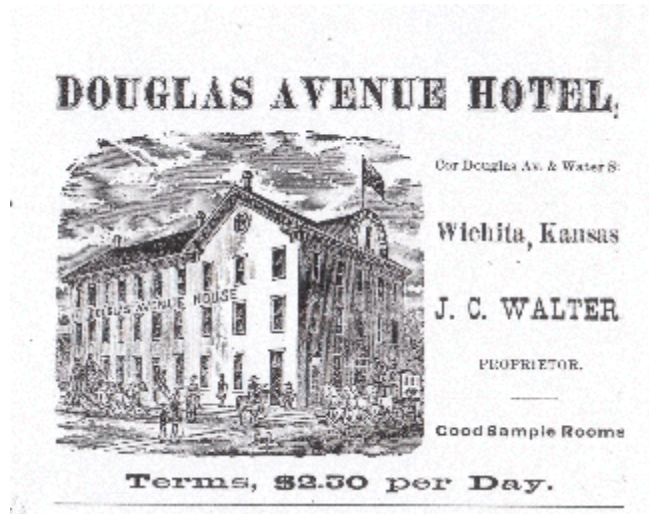 DOUGLAS AVENUE HOTEL,
Cor Douglas Av. & Water S
Wichita, Kansas
J. C. WALTER
PROPRIETOR.
Good Sample Rooms
DOUGLAS AVENUE HOUSE
Terms, $2.50 per Day.